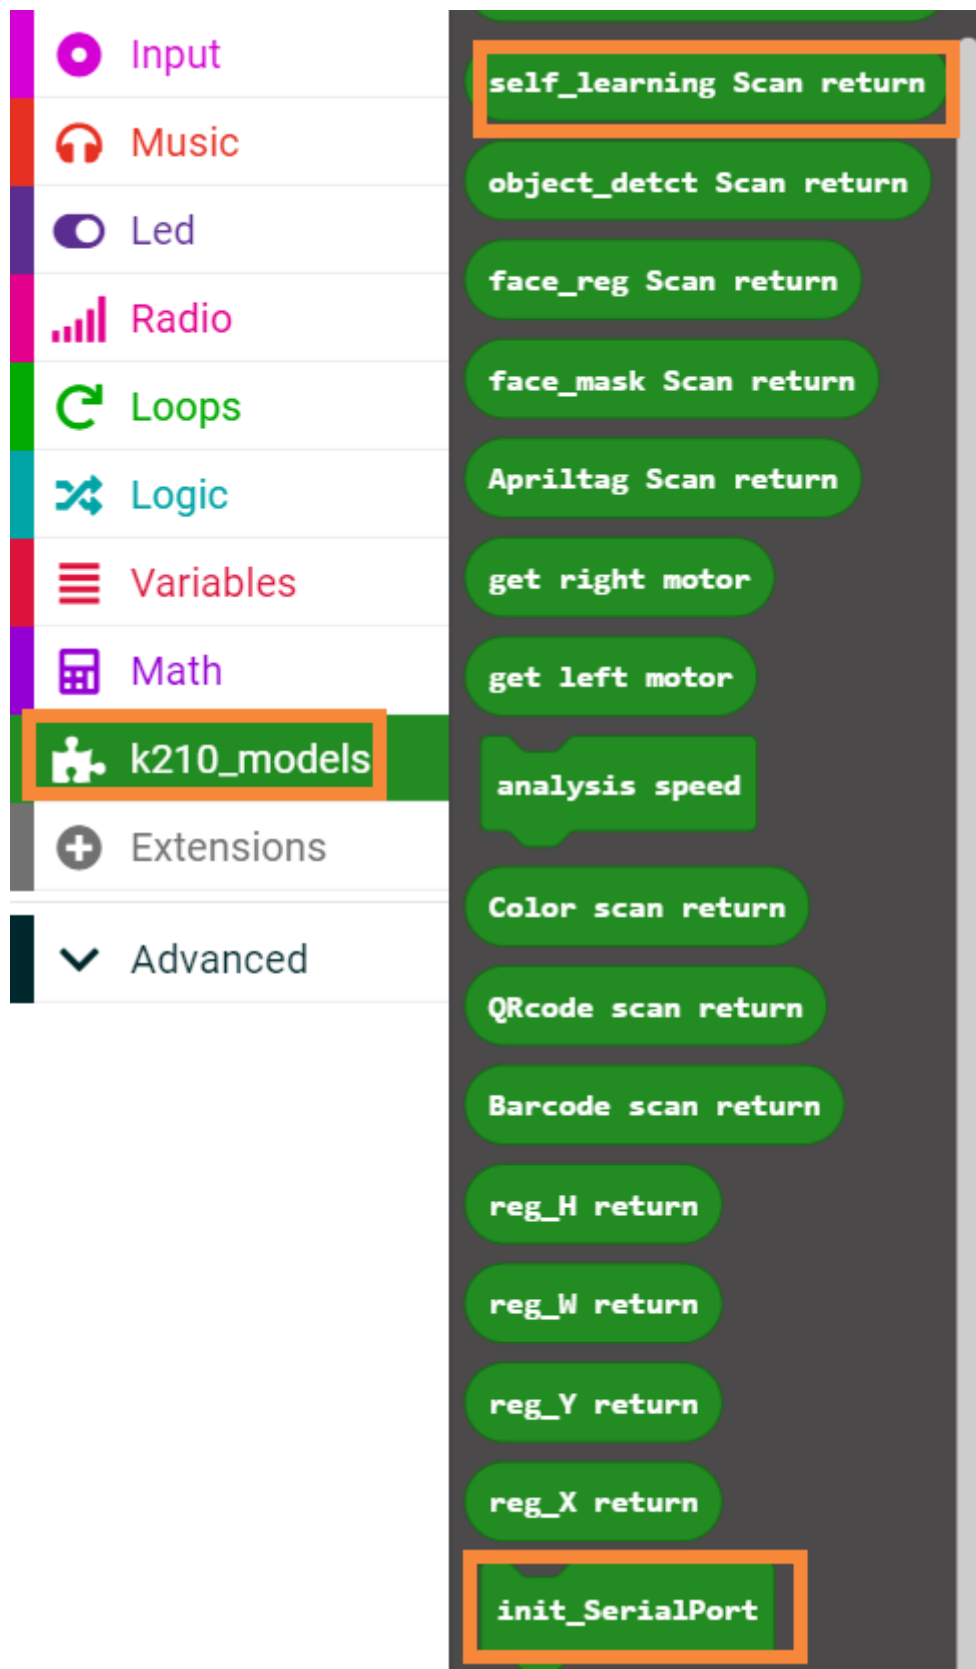 Input
Music
Led
Radio
Loops
Logic
Variables
Math
k210_models
Extensions
Advanced
self_learning Scan return
object_detct Scan return
face_reg Scan return
face_mask Scan return
Apriltag Scan return
get right motor
get left motor
analysis speed
Color scan return
QRcode scan return
Barcode scan return
reg_H return
reg_W return
reg_Y return
reg_X return
init_SerialPort